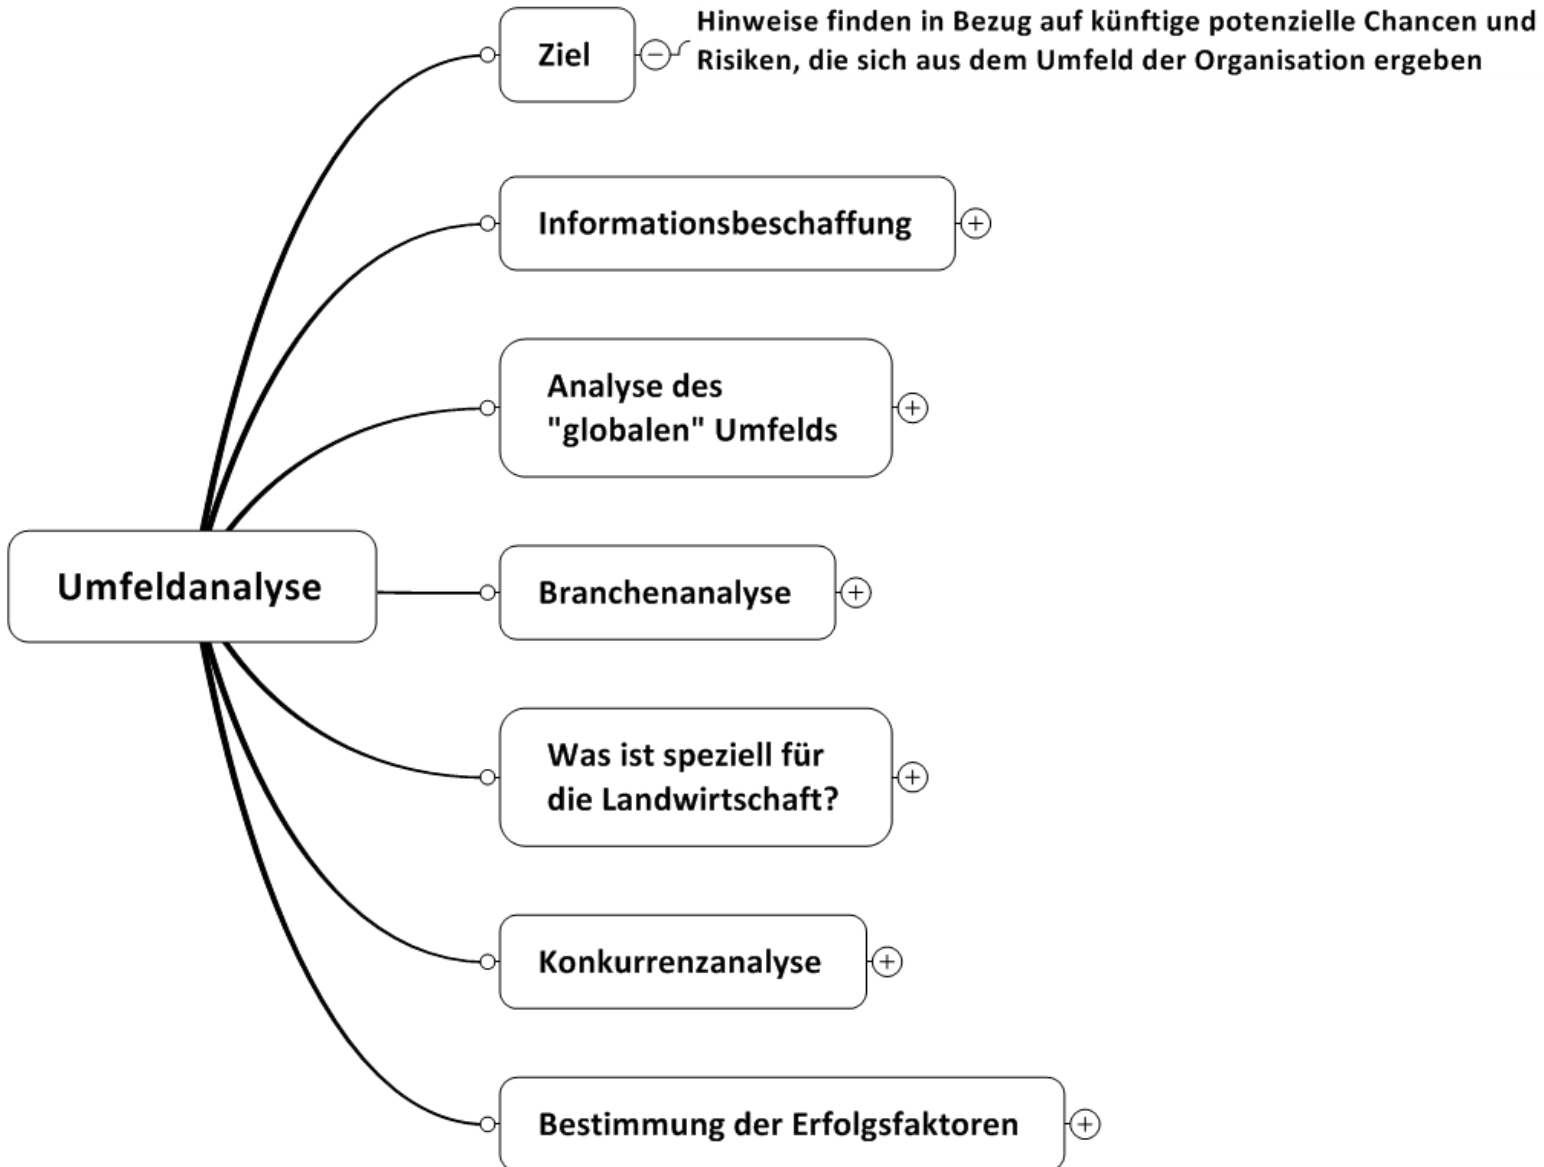 Ziel
Hinweise finden in Bezug auf künftige potenzielle Chancen und
Risiken, die sich aus dem Umfeld der Organisation ergeben
Informationsbeschaffung
Analyse des
"globalen" Umfelds
Umfeldanalyse
Branchenanalyse
Was ist speziell für
die Landwirtschaft?
Konkurrenzanalyse
Bestimmung der Erfolgsfaktoren